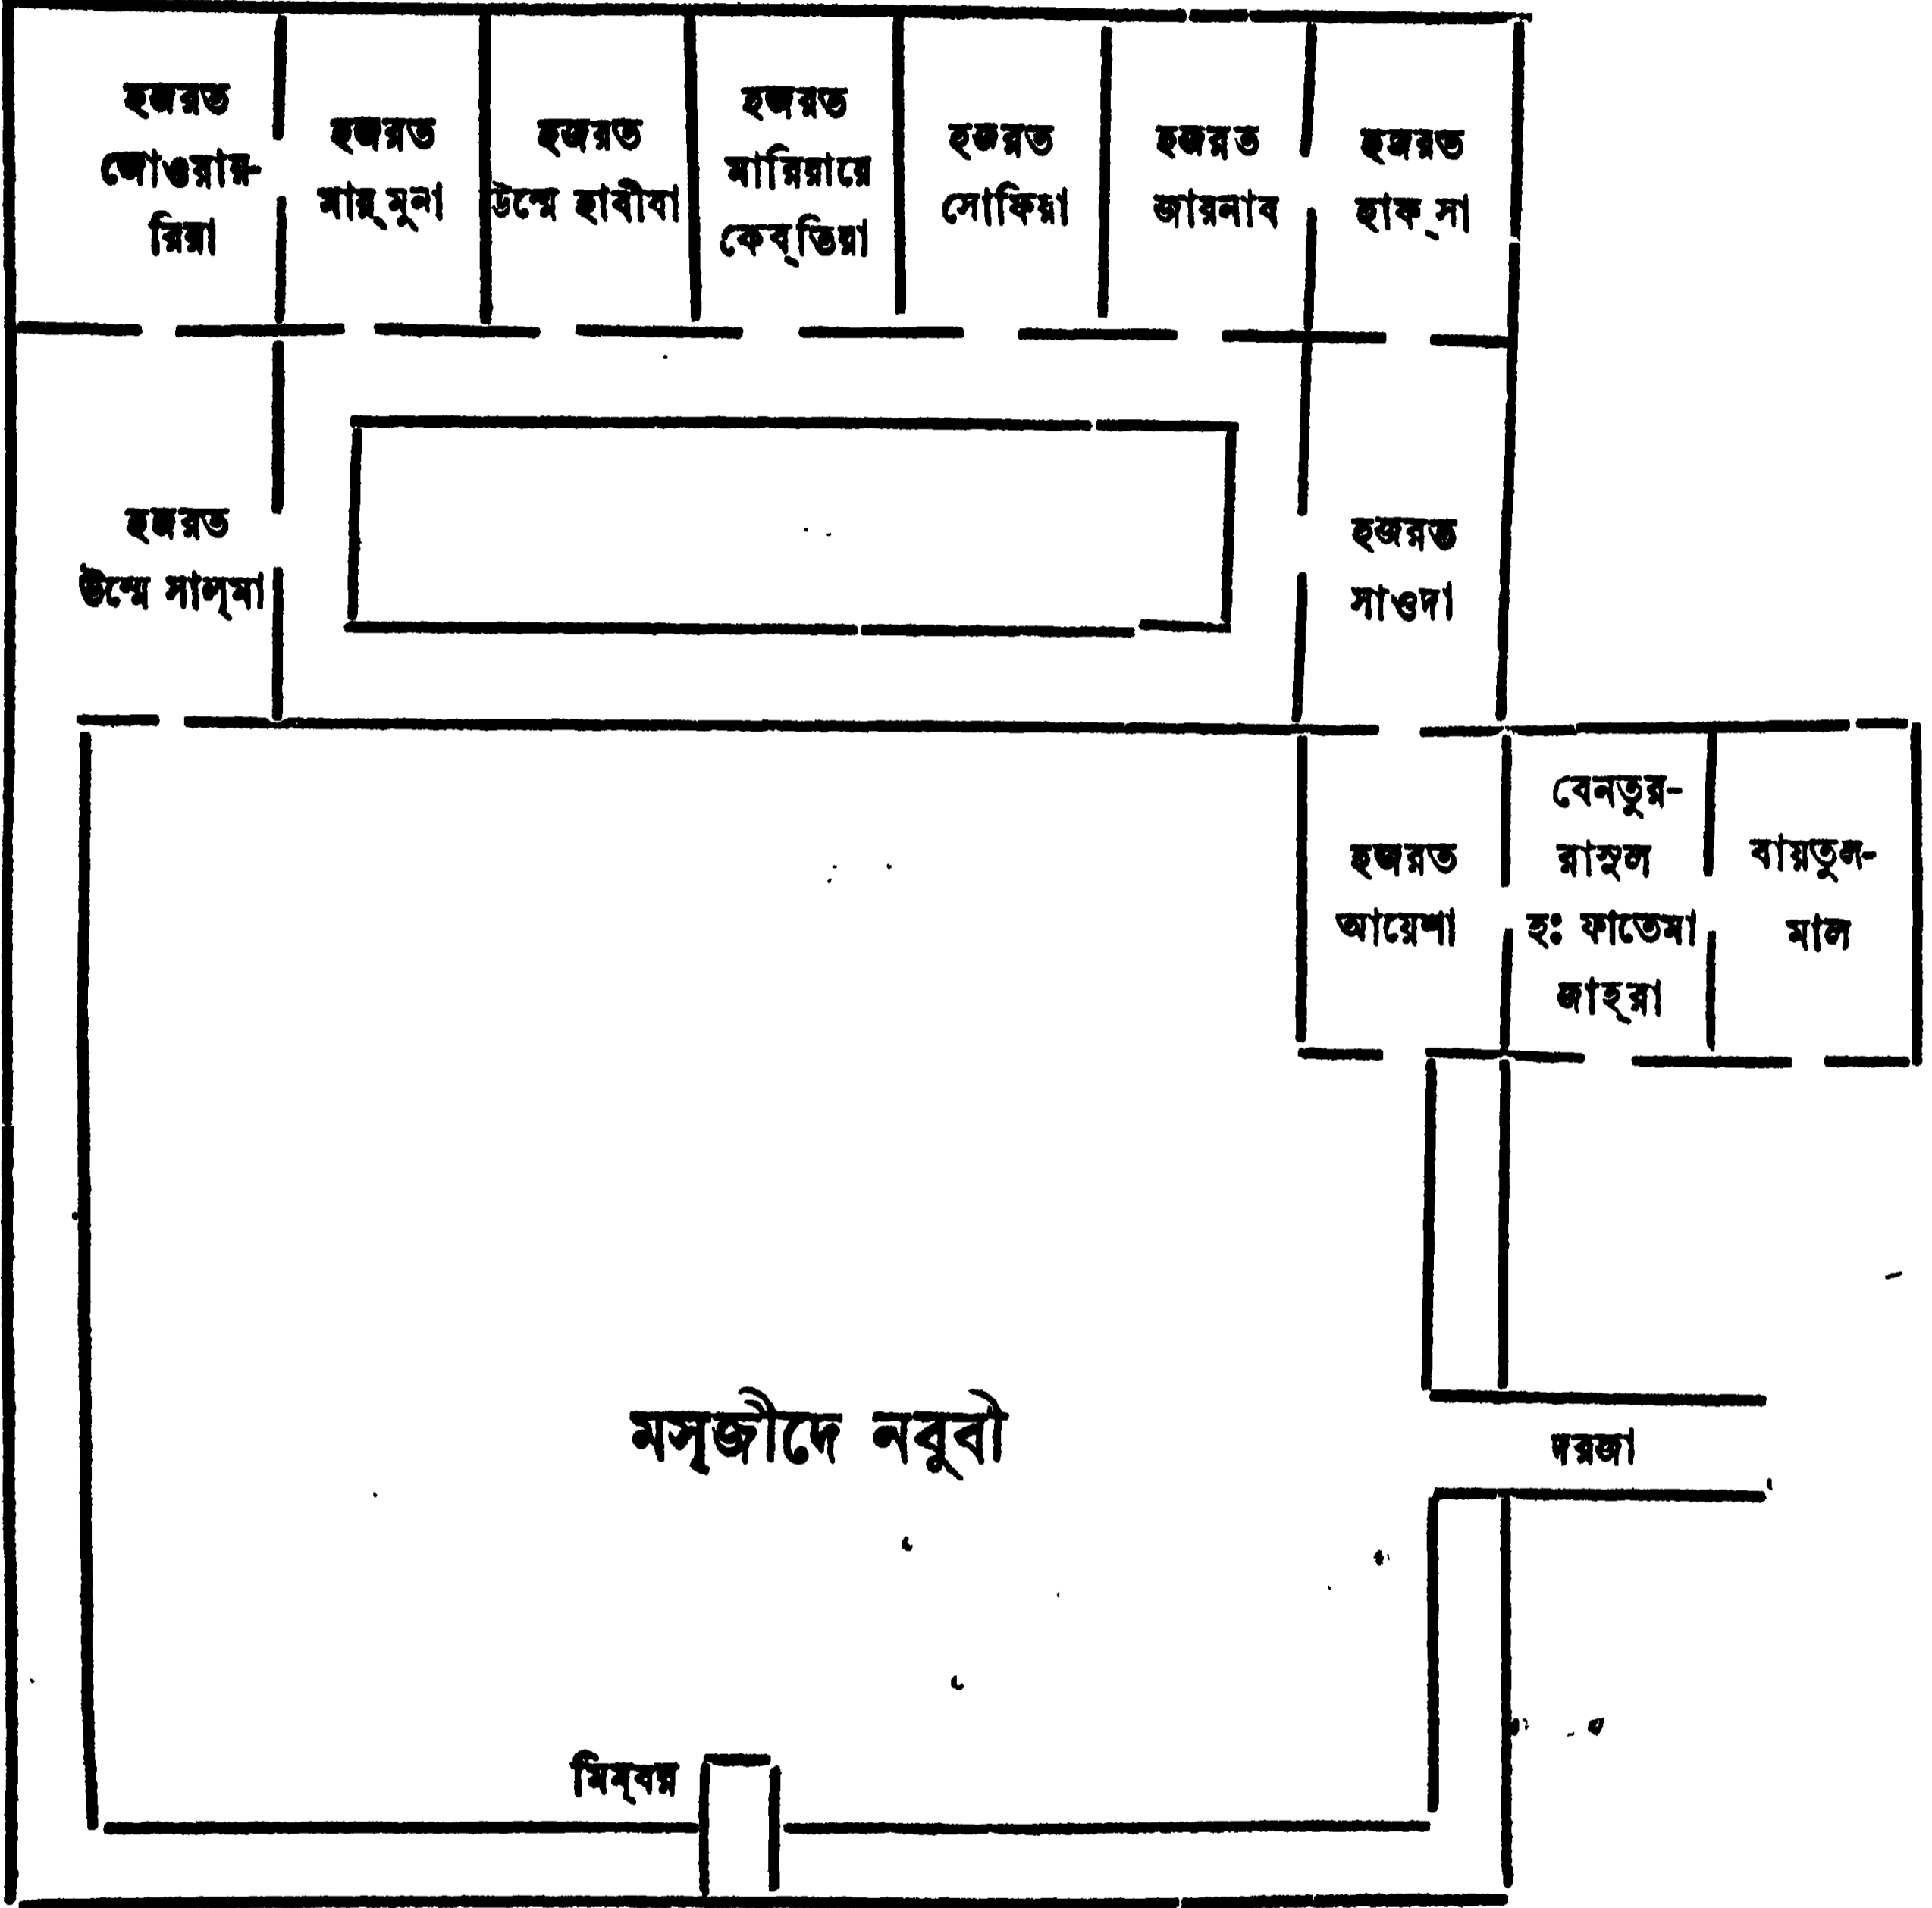 হজরত
জোওয়ার-
রিয়া
হজরত
মায়্মুনা
হজরত
উম্মে হাবীবা
হজরত
মারিয়ায়ে
কেব্তিয়া
হজরত
সোফিয়া
হজরত
জায়নাব
হজরত
হাফ্সা
হজরত
উম্মে সাল্মা
হজরত
সাওদা
হজরত
আয়েশা
বেনতুর-
রাসুল
হঃ ফাতেমা
জাহ্রা
বায়তুল-
মাল
মস্জীদে নবুবী
দরজা
মিম্বর